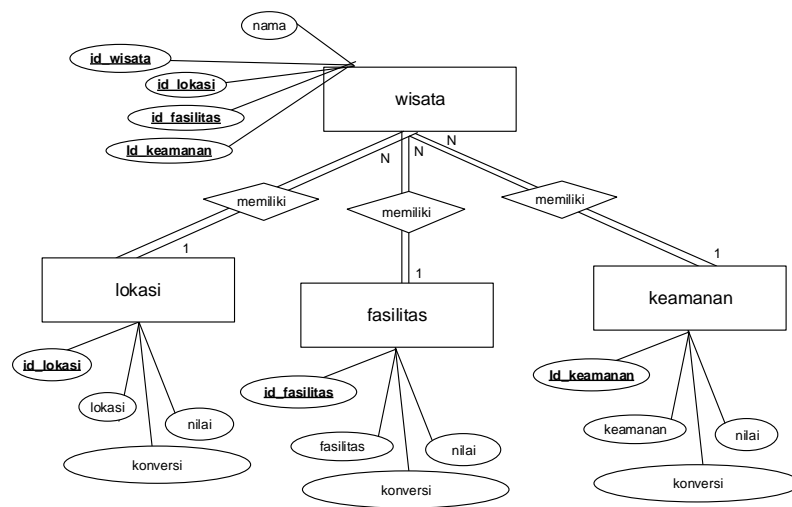 nama
id_wisata
id_lokasi
id_fasilitas
Id_keamanan
wisata
N
N
N
memiliki
memiliki
memiliki
1
1
1
lokasi
fasilitas
keamanan
id_lokasi
lokasi
nilai
konversi
id_fasilitas
fasilitas
nilai
konversi
Id_keamanan
keamanan
nilai
konversi